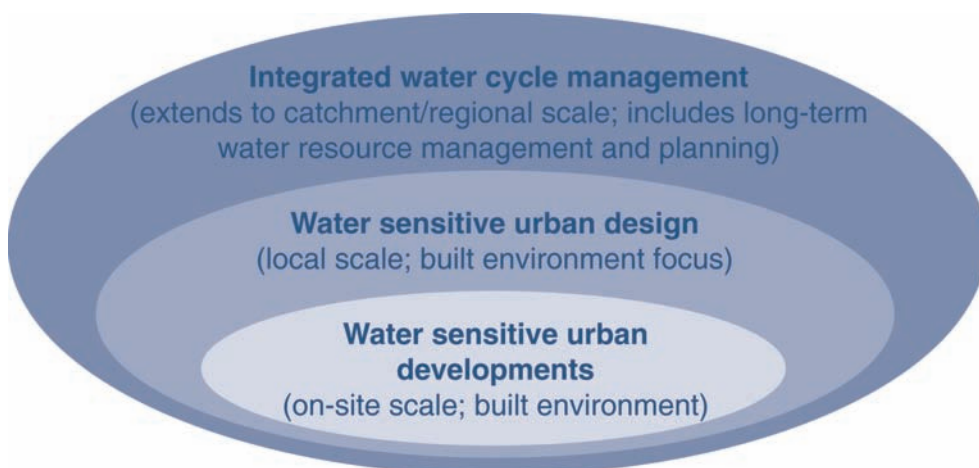 Integrated water cycle management
(extends to catchment/regional scale; includes long-term
water resource management and planning)
Water sensitive urban design
(local scale; built environment focus)
Water sensitive urban
developments
(on-site scale; built environment)